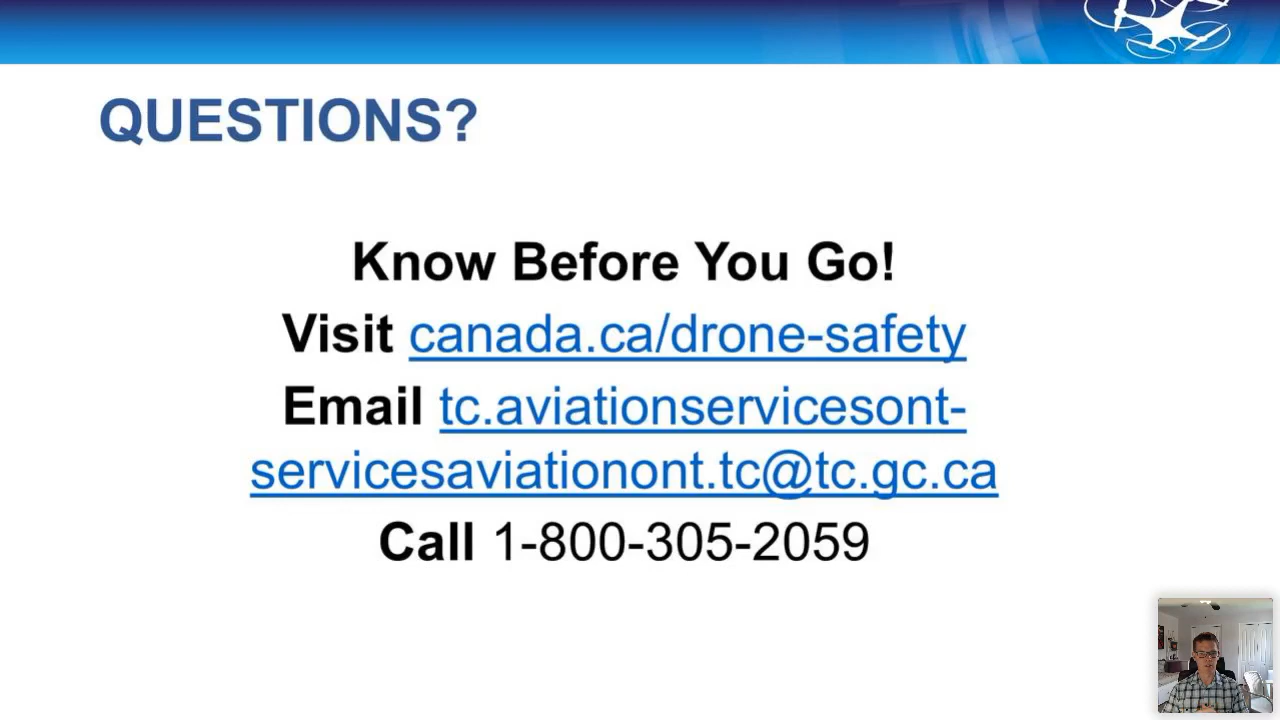 QUESTIONS?
Know Before You Go!
Visit canada.ca/drone-safety
Email tc.aviationservicesont-
servicesaviationont.tc@tc.gc.ca
Call 1-800-305-2059